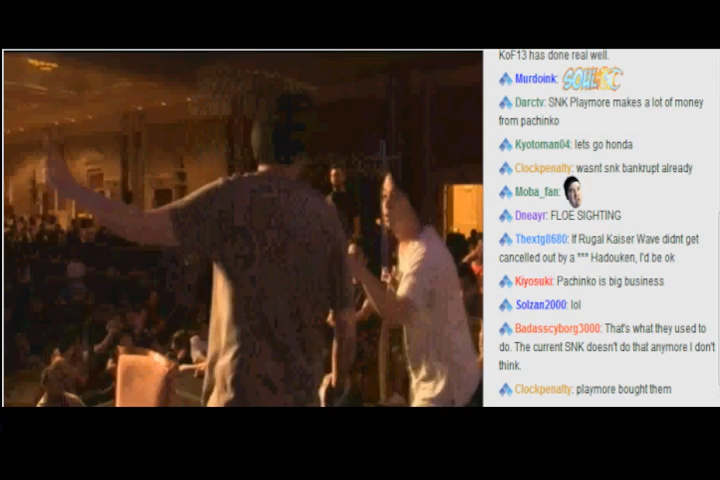 KoF13 has done real well.
Murdoink:
Darctv: SNK Playmore makes a lot of money
from pachinko
Kyotoman04: lets go honda
Clockpenalty: wasnt snk bankrupt already
Moba_fan:
Dneayr: FLOE SIGHTING
Thextg8680: If Rugal Kaiser Wave didnt get
cancelled out by a *** Hadouken, I'd be ok
Kiyosuki: Pachinko is big business
Solzan2000: lol
Badasscyborg3000: That's what they used to
do. The current SNK doesn't do that anymore I don't
think.
Clockpenalty: playmore bought them